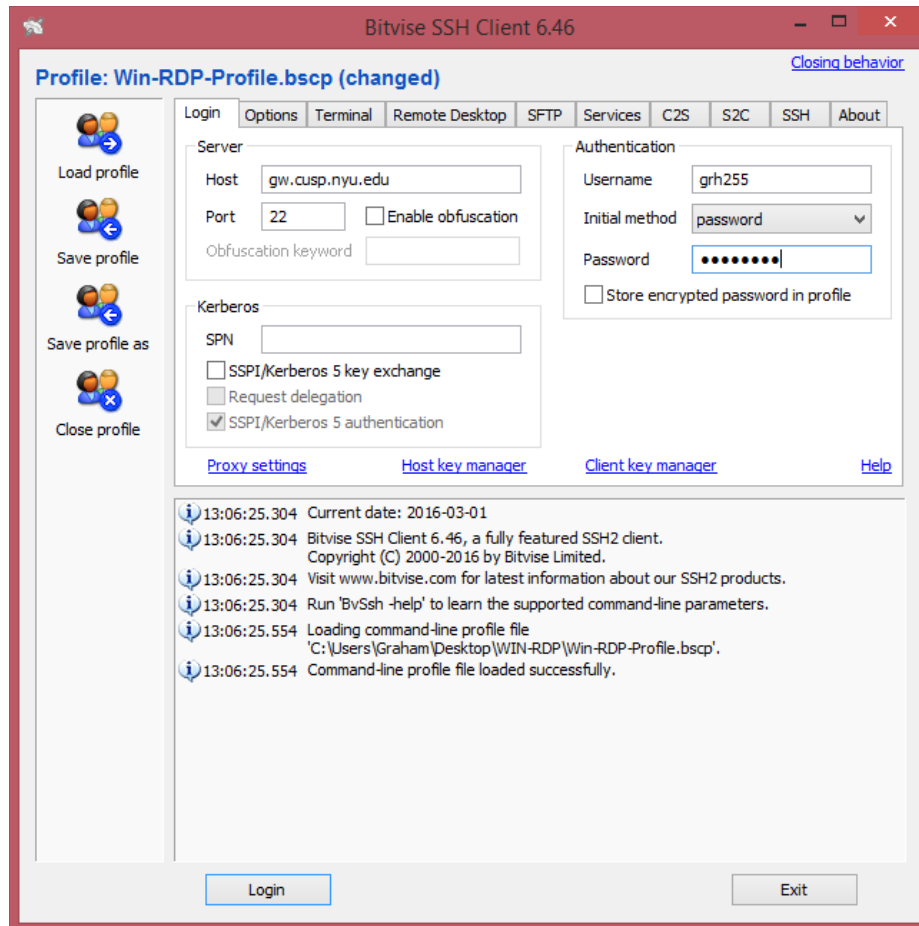 Bitvise SSH Client 6.46
Closing behavior
Profile: Win-RDP-Profile.bscp (changed)
Load profile
Save profile
Save profile as
Close profile
Login Options Terminal Remote Desktop SFTP Services C2S S2C SSH About
Server
Host gw.cusp.nyu.edu
Port 22 Enable obfuscation
Obfuscation keyword
Kerberos
SPN
SSPI/Kerberos 5 key exchange
Request delegation
SSPI/Kerberos 5 authentication
Authentication
Username grh255
Initial method password
Password ••••••••
Store encrypted password in profile
Proxy settings Host key manager Client key manager Help
13:06:25.304 Current date: 2016-03-01
13:06:25.304 Bitvise SSH Client 6.46, a fully featured SSH2 client.
Copyright (C) 2000-2016 by Bitvise Limited.
13:06:25.304 Visit www.bitvise.com for latest information about our SSH2 products.
13:06:25.304 Run 'BvSsh -help' to learn the supported command-line parameters.
13:06:25.554 Loading command-line profile file
'C:\Users\Graham\Desktop\WIN-RDP\Win-RDP-Profile.bscp'.
13:06:25.554 Command-line profile file loaded successfully.
Login Exit